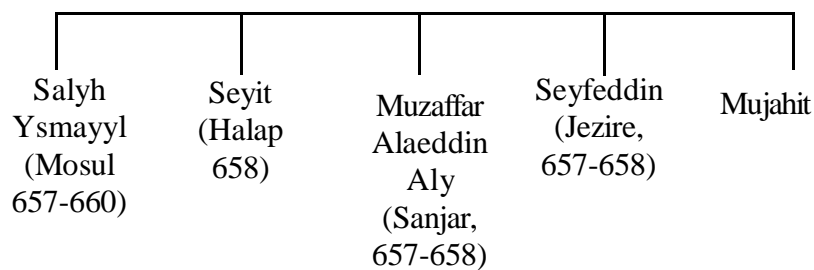 Salyh
Ysmayyl
(Mosul
657-660)
Seyit
(Halap
658)
Muzaffar
Alaeddin
Aly
(Sanjar,
657-658)
Seyfeddin
(Jezire,
657-658)
Mujahit